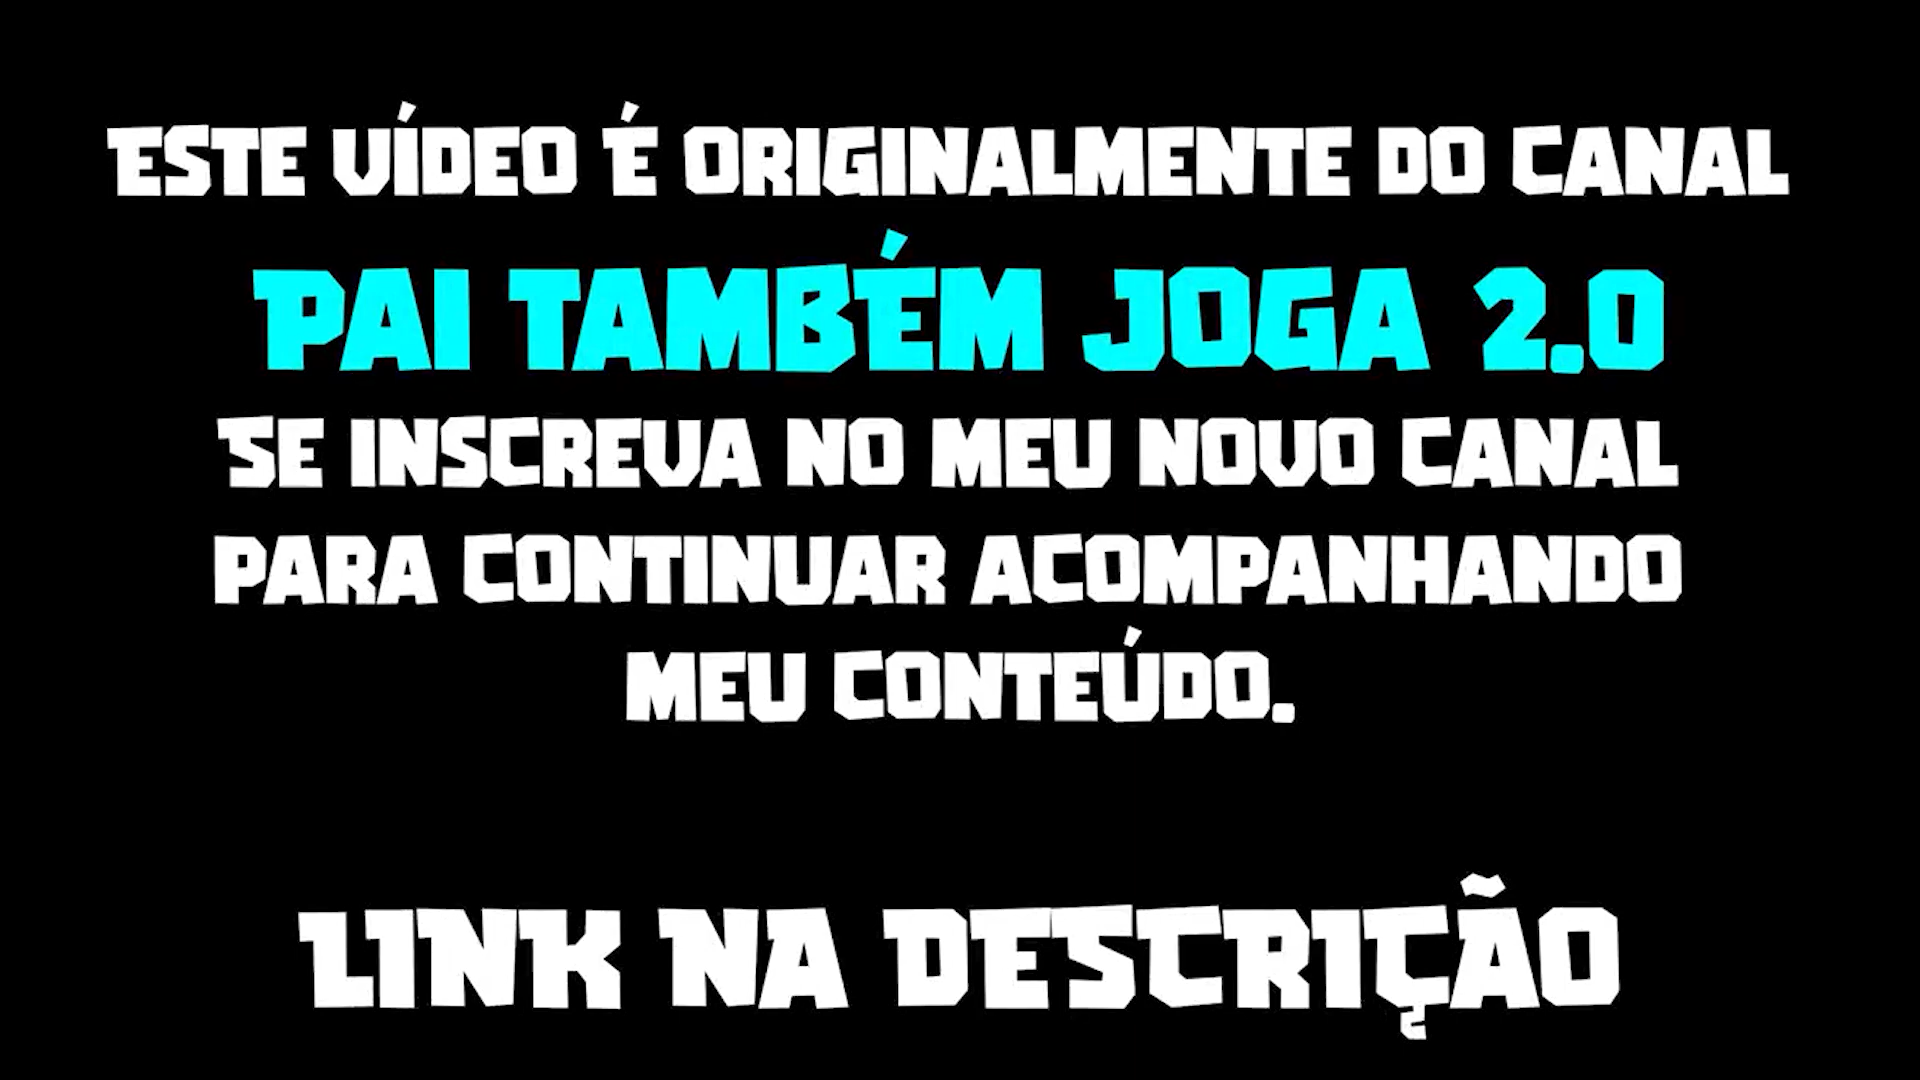 ESTE VÍDEO É ORIGINALMENTE DO CANAL
PAI TAMBÉM JOGA 2.0
SE INSCREVA NO MEU NOVO CANAL
PARA CONTINUAR ACOMPANHANDO
MEU CONTEÚDO.
LINK NA DESCRIÇÃO